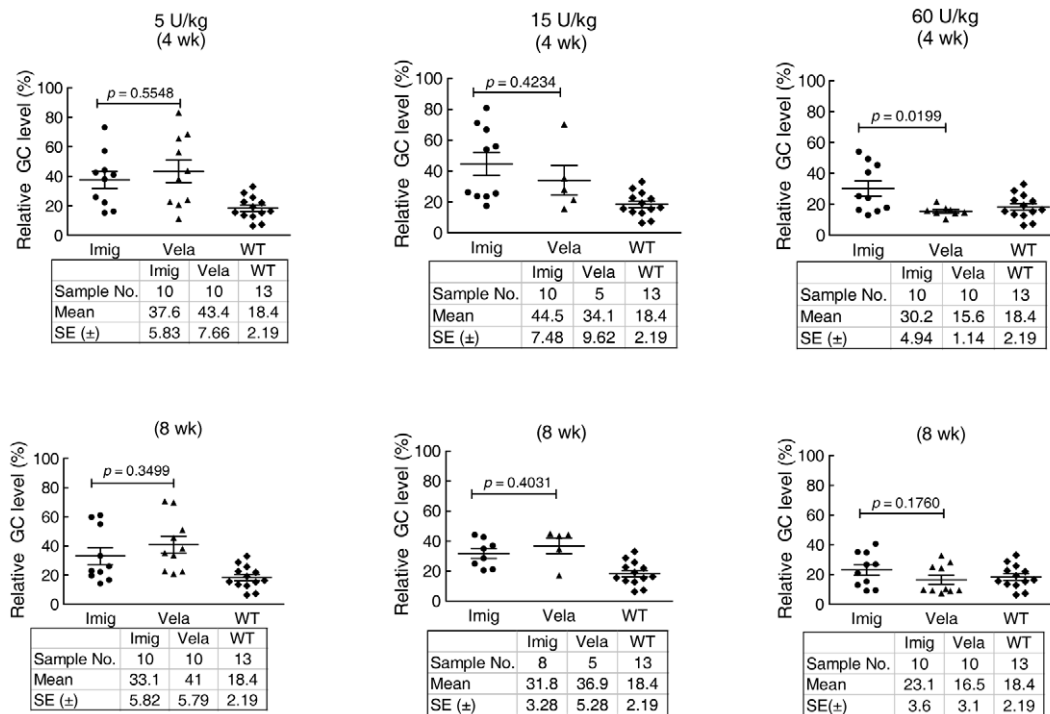 5 U/kg
(4 wk)
Relative GC level (%)
100
80
60
40
20
0
p = 0.5548
Imig Vela WT
Imig Vela WT
Sample No. 10 10 13
Mean 37.6 43.4 18.4
SE (±) 5.83 7.66 2.19
15 U/kg
(4 wk)
Relative GC level (%)
100
80
60
40
20
0
p = 0.4234
Imig Vela WT
Imig Vela WT
Sample No. 10 5 13
Mean 44.5 34.1 18.4
SE (±) 7.48 9.62 2.19
60 U/kg
(4 wk)
Relative GC level (%)
100
80
60
40
20
0
p = 0.0199
Imig Vela WT
Imig Vela WT
Sample No. 10 10 13
Mean 30.2 15.6 18.4
SE (±) 4.94 1.14 2.19
(8 wk)
Relative GC level (%)
100
80
60
40
20
0
p = 0.3499
Imig Vela WT
Imig Vela WT
Sample No. 10 10 13
Mean 33.1 41 18.4
SE (±) 5.82 5.79 2.19
(8 wk)
Relative GC level (%)
100
80
60
40
20
0
p = 0.4031
Imig Vela WT
Imig Vela WT
Sample No. 8 5 13
Mean 31.8 36.9 18.4
SE (±) 3.28 5.28 2.19
(8 wk)
Relative GC level (%)
100
80
60
40
20
0
p = 0.1760
Imig Vela WT
Imig Vela WT
Sample No. 10 10 13
Mean 23.1 16.5 18.4
SE(±) 3.6 3.1 2.19